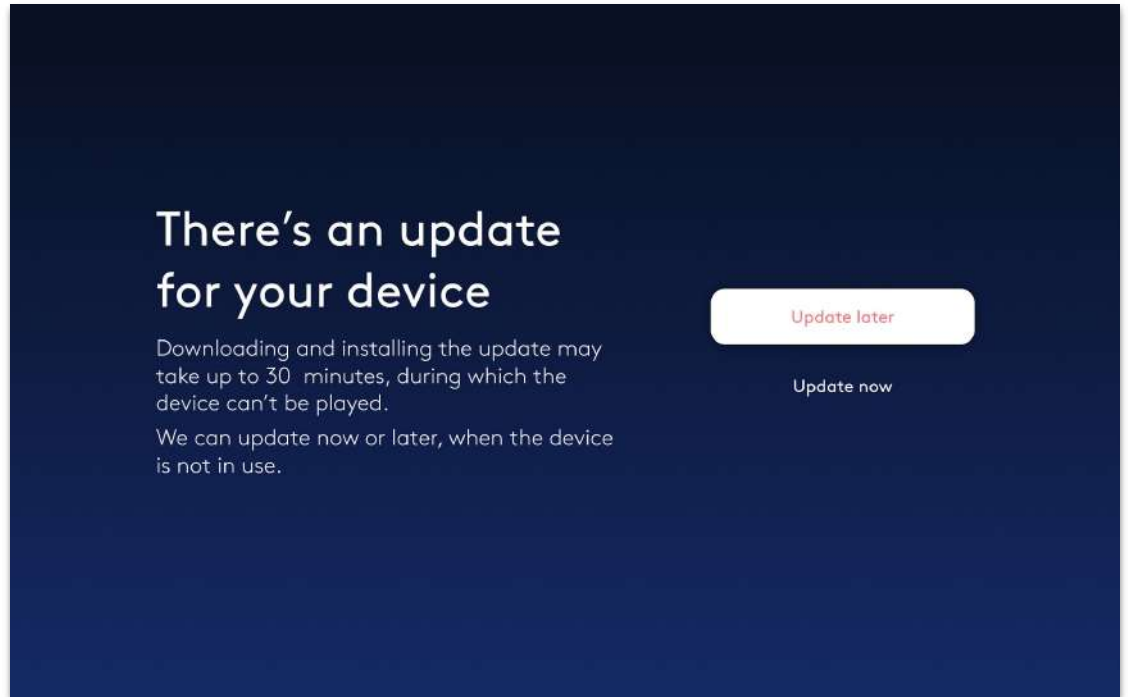 There’s an update
for your device
Downloading and installing the update may
take up to 30  minutes, during which the
device can’t be played.
We can update now or later, when the device
is not in use.
Update later
Update now